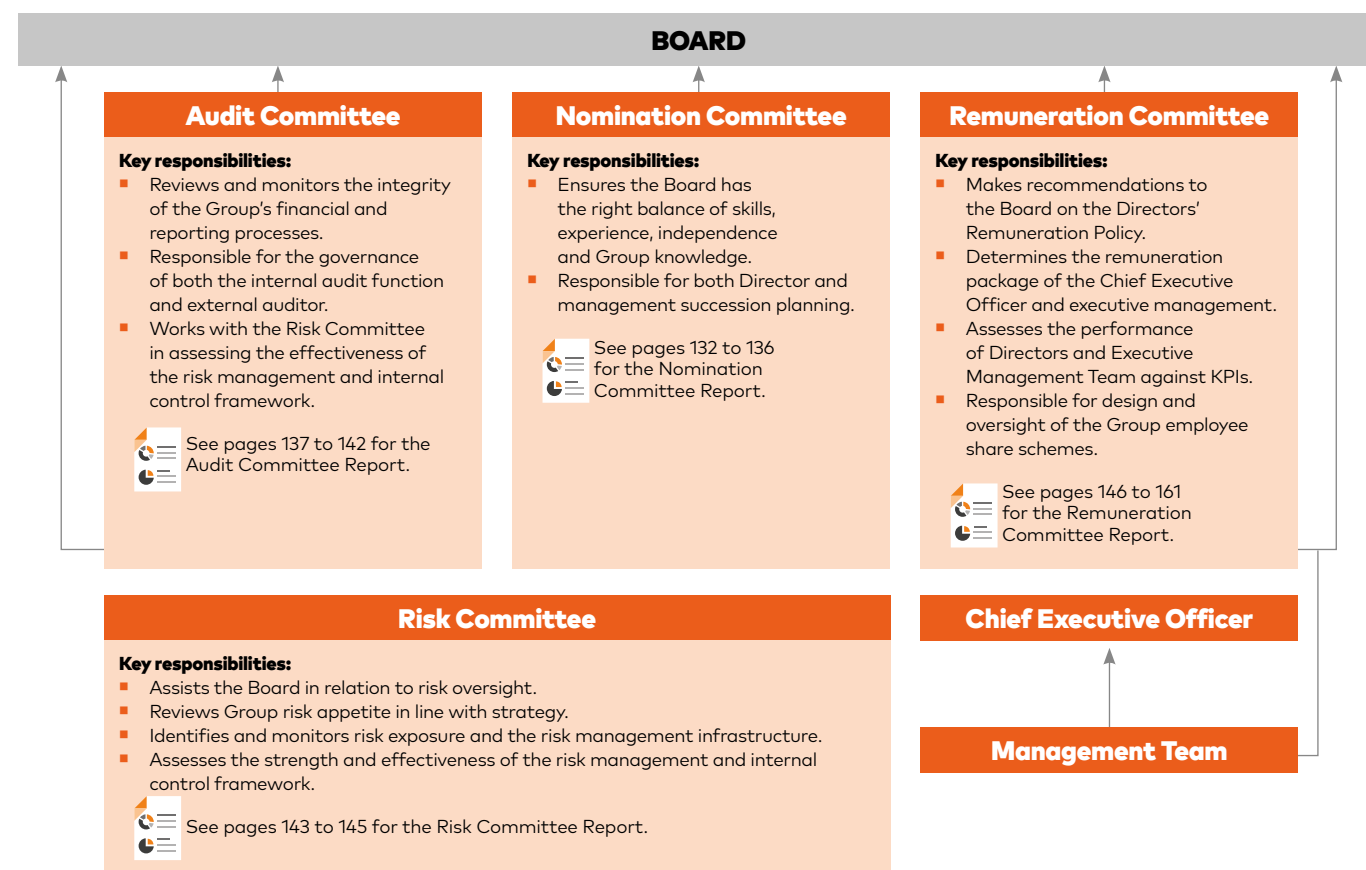 BOARD
Audit Committee
Key responsibilities:
Reviews and monitors the integrity
of the Group's financial and
reporting processes.
Responsible for the governance
of both the internal audit function
and external auditor.
Works with the Risk Committee
in assessing the effectiveness of
the risk management and internal
control framework.
See pages 137 to 142 for the
Audit Committee Report.
Nomination Committee
Key responsibilities:
Ensures the Board has
the right balance of skills,
experience, independence
and Group knowledge.
Responsible for both Director and
management succession planning.
See pages 132 to 136
for the Nomination
Committee Report.
Remuneration Committee
Key responsibilities:
Makes recommendations to
the Board on the Directors'
Remuneration Policy.
Determines the remuneration
package of the Chief Executive
Officer and executive management.
Assesses the performance
of Directors and Executive
Management Team against KPIs.
Responsible for design and
oversight of the Group employee
share schemes.
See pages 146 to 161
for the Remuneration
Committee Report.
Risk Committee
Key responsibilities:
Assists the Board in relation to risk oversight.
Reviews Group risk appetite in line with strategy.
Identifies and monitors risk exposure and the risk management infrastructure.
Assesses the strength and effectiveness of the risk management and internal
control framework.
See pages 143 to 145 for the Risk Committee Report.
Chief Executive Officer
Management Team